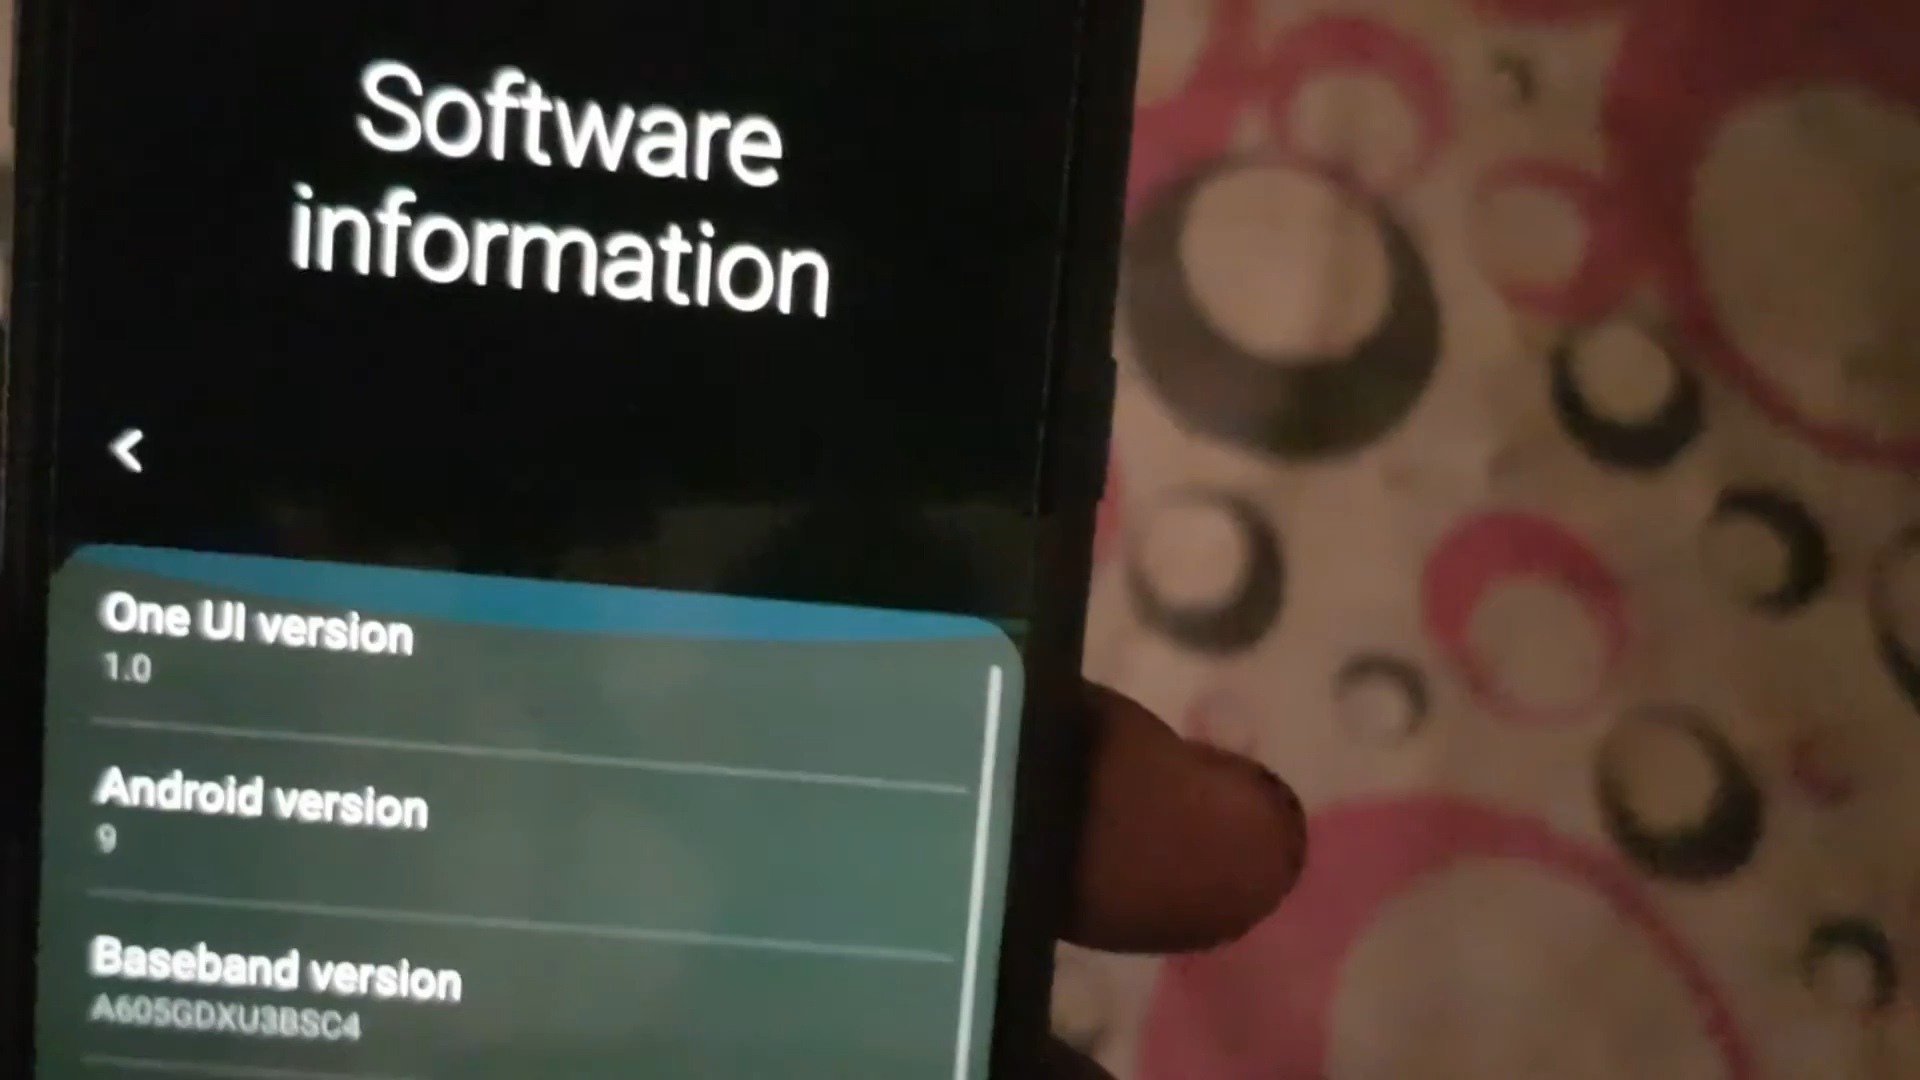 Software
information
One UI version
1.0
Android version
9
Baseband version
A605GDXU3BSC4